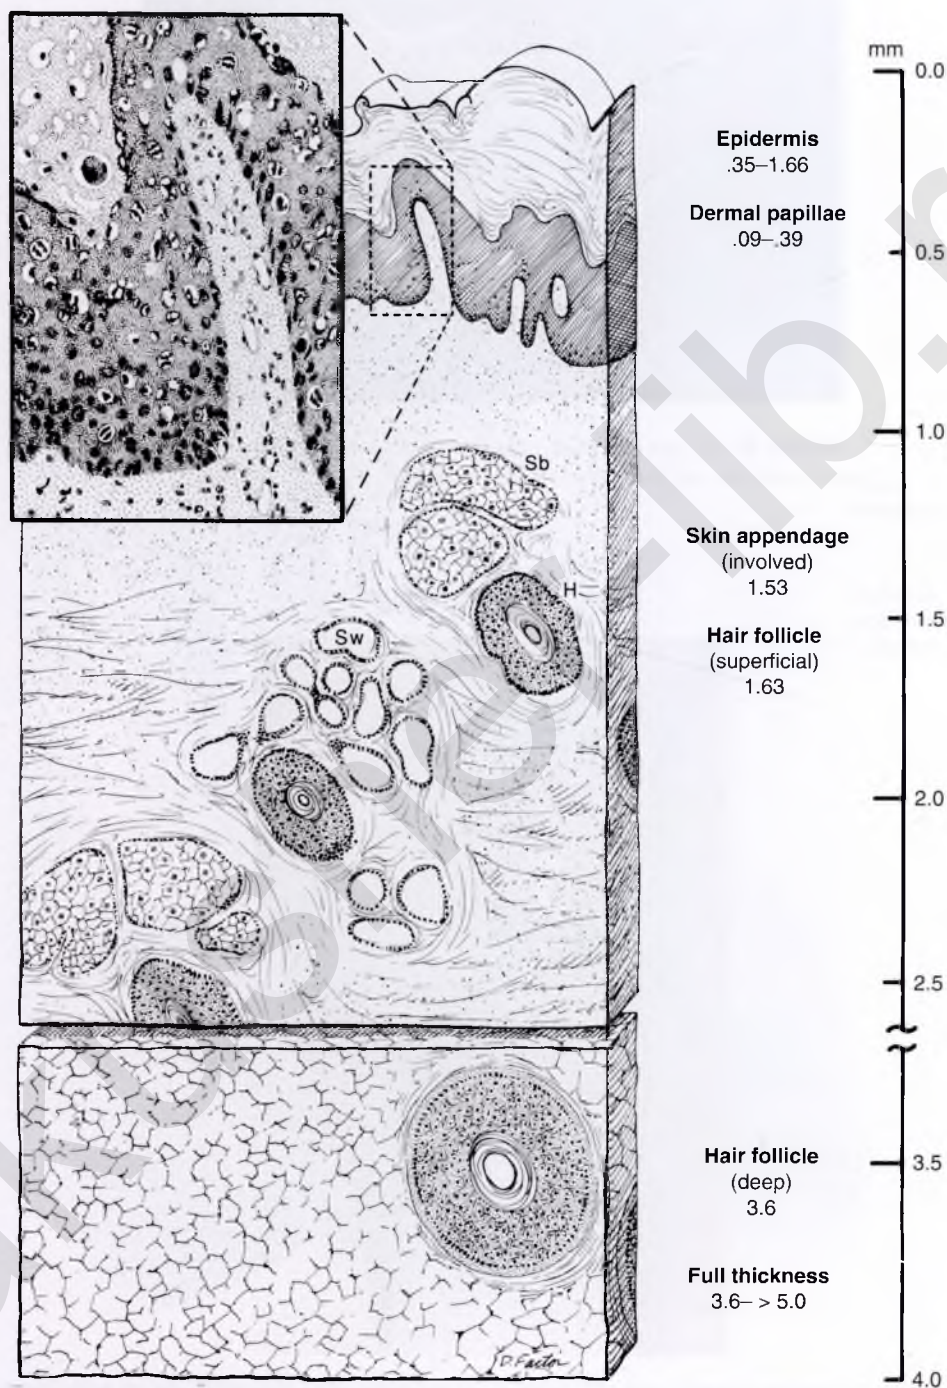 mm
0.0
Epidermis
.35–1.66
Dermal papillae
.09–.39
0.5
1.0
Sb
Skin appendage
(involved)
1.53
H
1.5
Hair follicle
(superficial)
1.63
Sw
2.0
2.5
Hair follicle
(deep)
3.6
3.5
Full thickness
3.6– > 5.0
D. Factor
4.0